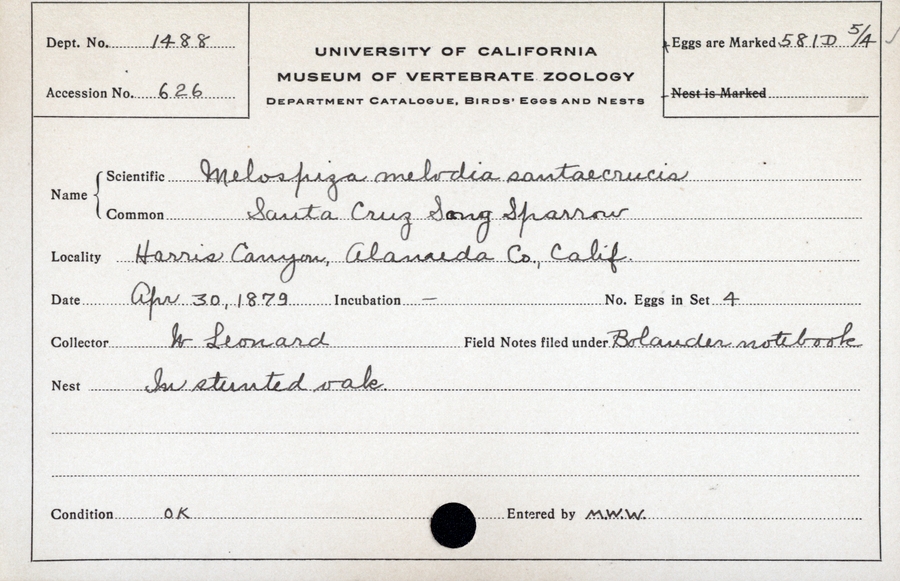 Dept. No. 1488
Accession No. 626
UNIVERSITY OF CALIFORNIA
MUSEUM OF VERTEBRATE ZOOLOGY
DEPARTMENT CATALOGUE, BIRDS' EGGS AND NESTS
Eggs are Marked 581D 5/4
Nest is Marked
Name
Scientific Melospiza melodia santaecrucis
Common Santa Cruz Song Sparrow
Locality Harris Canyon, Alameda Co., Calif.
Date Apr 30, 1879 Incubation — No. Eggs in Set 4
Collector W Leonard Field Notes filed under Bolander notebook
Nest In stunted oak.
Condition OK Entered by M.W.W.